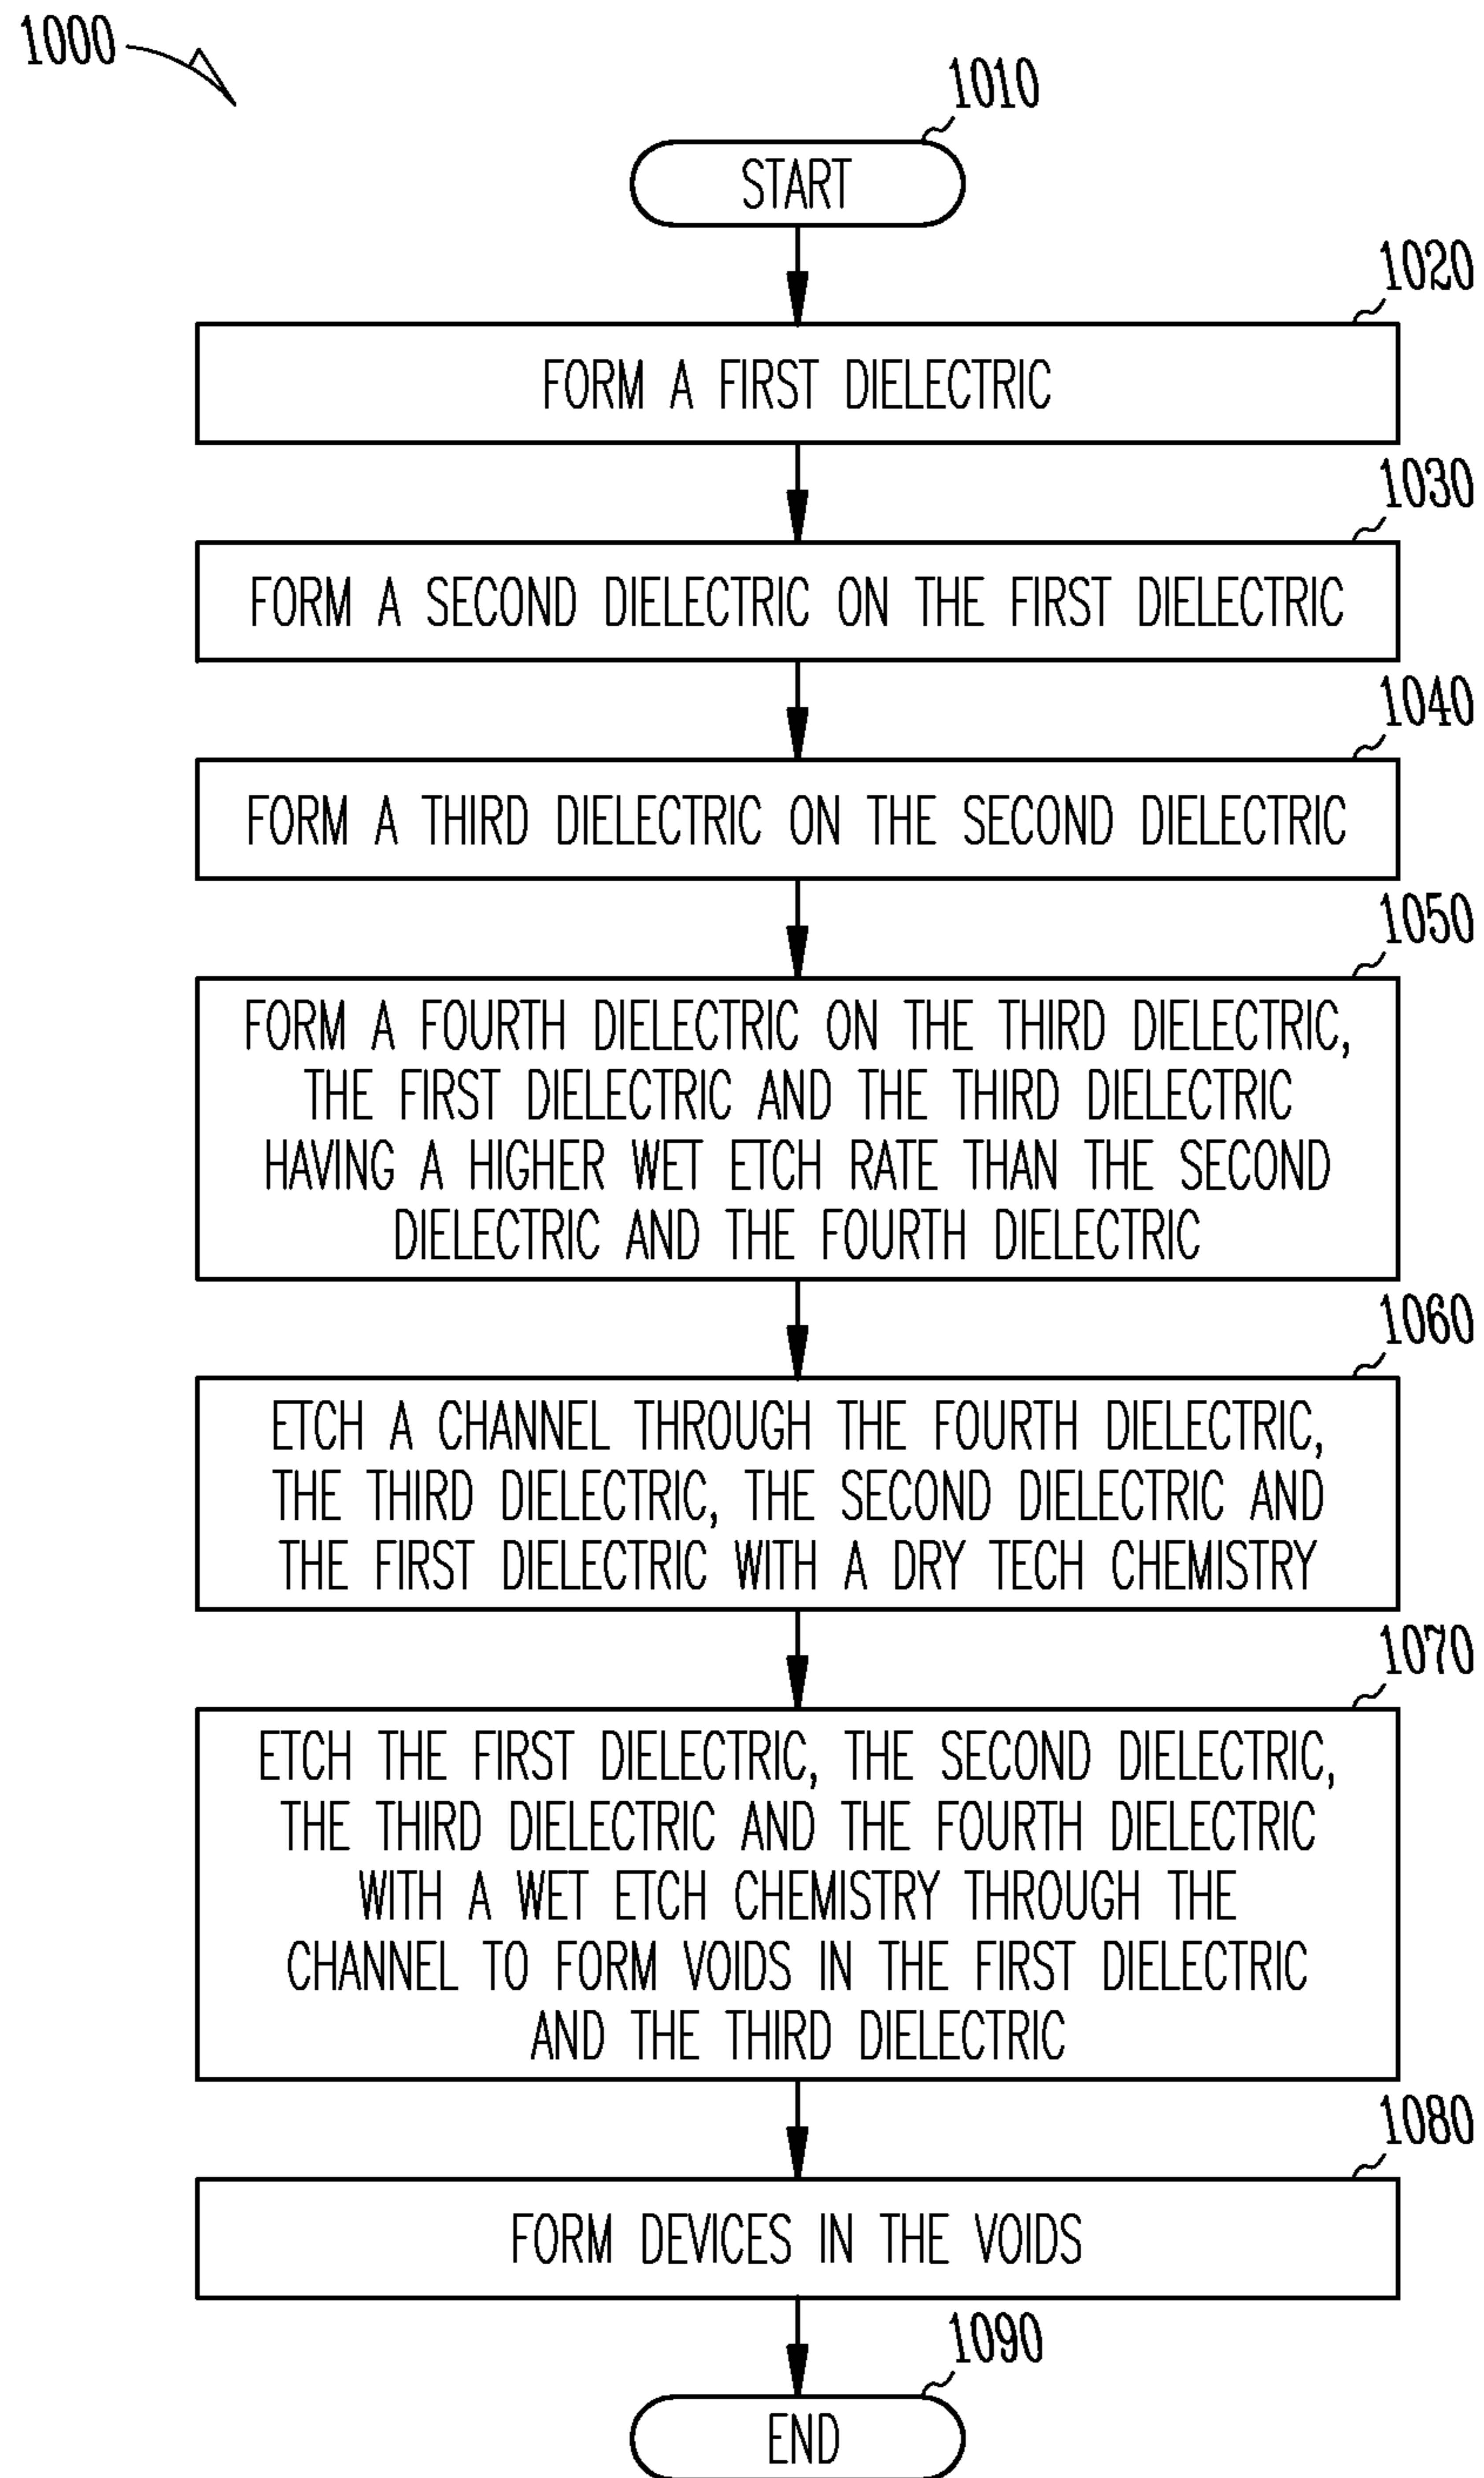 1000
1010
START
1020
FORM A FIRST DIELECTRIC
1030
FORM A SECOND DIELECTRIC ON THE FIRST DIELECTRIC
1040
FORM A THIRD DIELECTRIC ON THE SECOND DIELECTRIC
1050
FORM A FOURTH DIELECTRIC ON THE THIRD DIELECTRIC,
THE FIRST DIELECTRIC AND THE THIRD DIELECTRIC
HAVING A HIGHER WET ETCH RATE THAN THE SECOND
DIELECTRIC AND THE FOURTH DIELECTRIC
1060
ETCH A CHANNEL THROUGH THE FOURTH DIELECTRIC,
THE THIRD DIELECTRIC, THE SECOND DIELECTRIC AND
THE FIRST DIELECTRIC WITH A DRY TECH CHEMISTRY
1070
ETCH THE FIRST DIELECTRIC, THE SECOND DIELECTRIC,
THE THIRD DIELECTRIC AND THE FOURTH DIELECTRIC
WITH A WET ETCH CHEMISTRY THROUGH THE
CHANNEL TO FORM VOIDS IN THE FIRST DIELECTRIC
AND THE THIRD DIELECTRIC
1080
FORM DEVICES IN THE VOIDS
1090
END